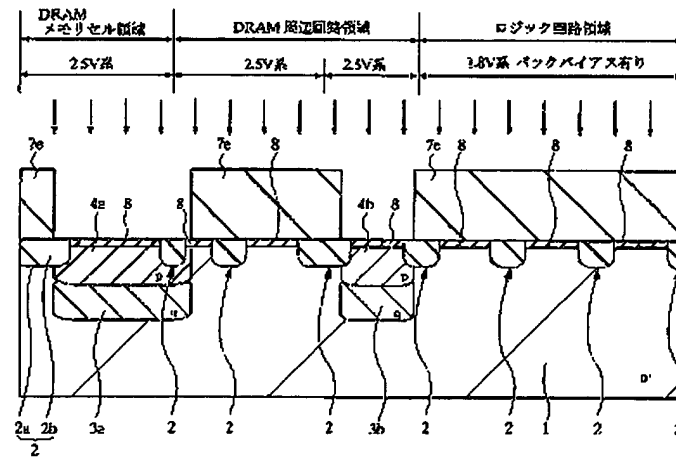 DRAM
メモリセル領域
DRAM 周辺回路領域
ロジック回路領域
2.5V系
2.5V系
2.5V系
1.8V系 バックバイアス有り
7e
7e
7e
8
8
8
8
8
8
8
4a
4b
P
P
P⁻
2a
2b
3a
2
2
2
3b
2
2
1
2
2